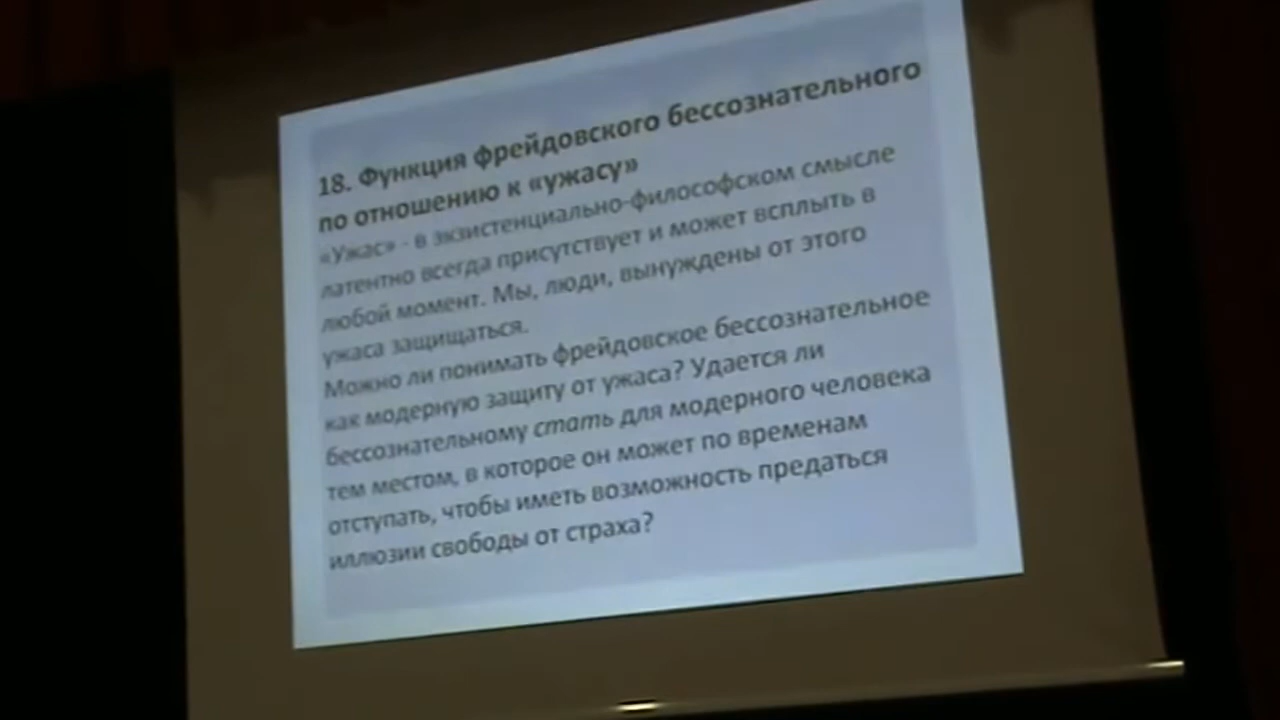 18. Функция фрейдовского бессознательного
по отношению к «ужасу»
«Ужас» - в экзистенциально-философском смысле
латентно всегда присутствует и может всплыть в
любой момент. Мы, люди, вынуждены от этого
ужаса защищаться.
Можно ли понимать фрейдовское бессознательное
как модерную защиту от ужаса? Удается ли
бессознательному стать для модерного человека
тем местом, в которое он может по временам
отступать, чтобы иметь возможность предаться
иллюзии свободы от страха?